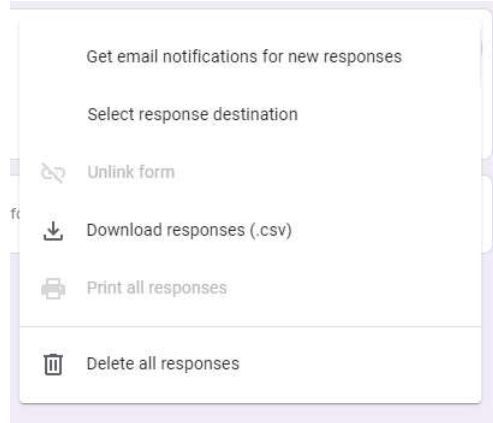 Get email notifications for new responses
Select response destination
Unlink form
fo
Download responses (.csv)
Print all responses
Delete all responses